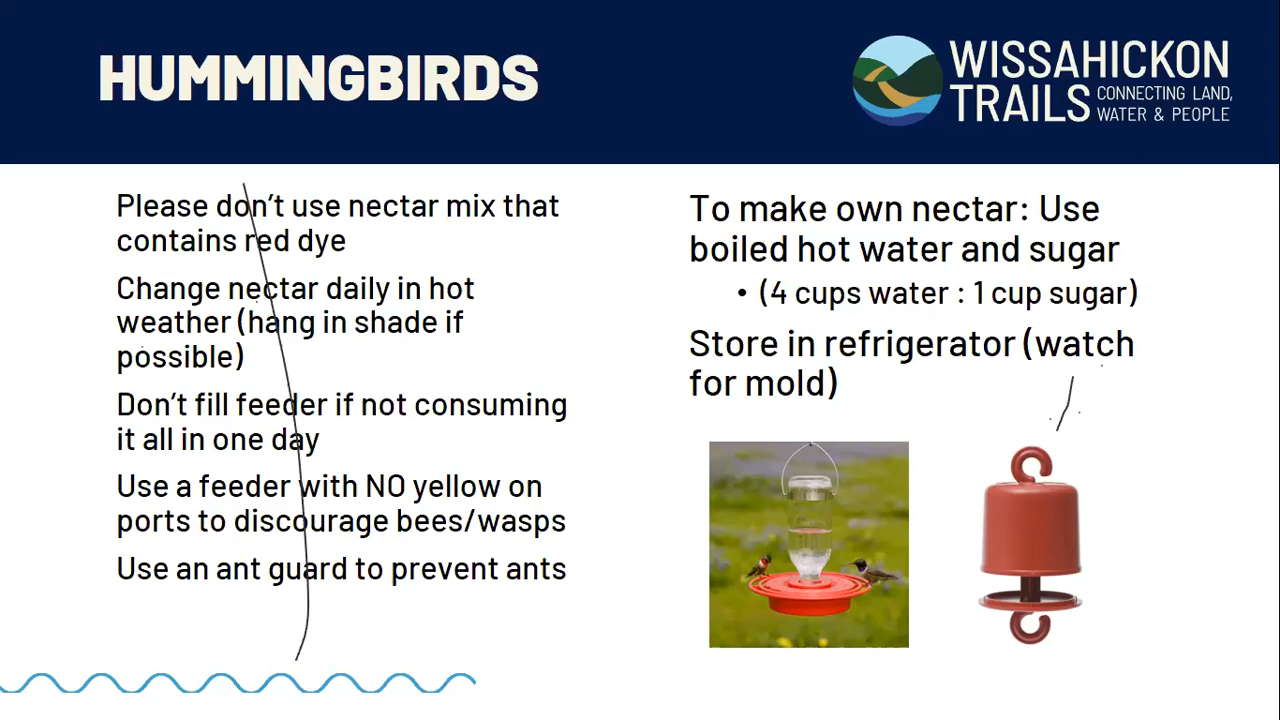 HUMMINGBIRDS
WISSAHICKON
TRAILS CONNECTING LAND,
WATER & PEOPLE
Please don't use nectar mix that
contains red dye
Change nectar daily in hot
weather (hang in shade if
possible)
Don't fill feeder if not consuming
it all in one day
Use a feeder with NO yellow on
ports to discourage bees/wasps
Use an ant guard to prevent ants
To make own nectar: Use
boiled hot water and sugar
• (4 cups water : 1 cup sugar)
Store in refrigerator (watch
for mold)